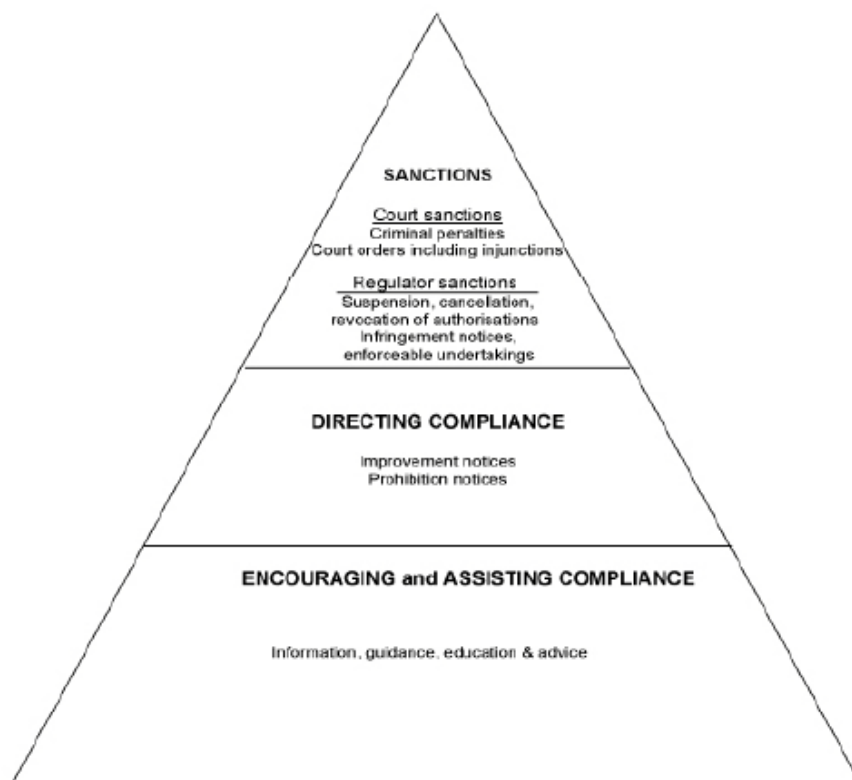 SANCTIONS
Court sanctions
Criminal penalties
Court orders including injunctions
Regulator sanctions
Suspension, cancellation,
revocation of authorisations
Infringement notices,
enforceable undertakings
DIRECTING COMPLIANCE
Improvement notices
Prohibition notices
ENCOURAGING and ASSISTING COMPLIANCE
Information, guidance, education & advice